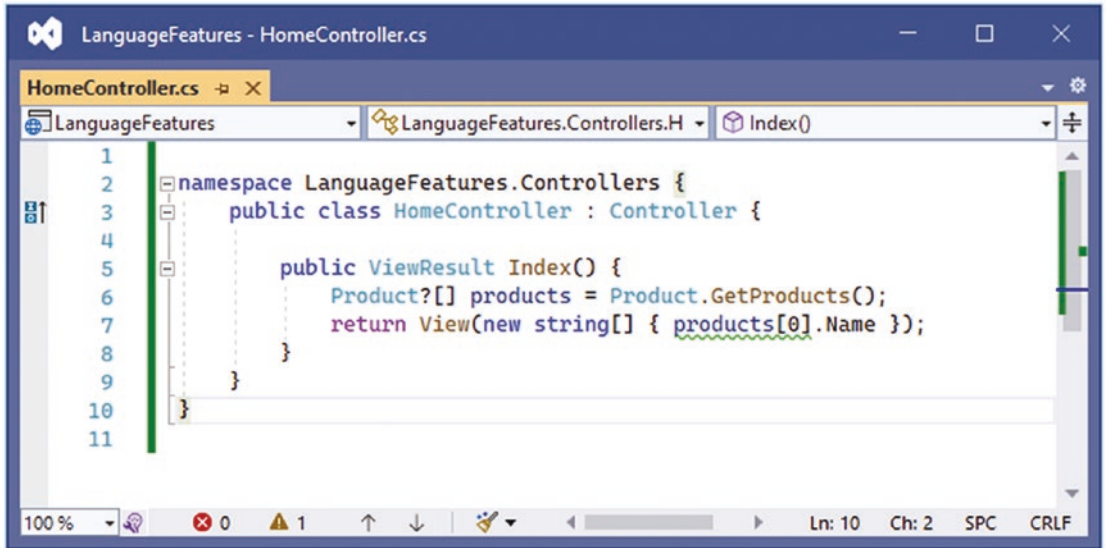 LanguageFeatures - HomeController.cs
HomeController.cs
LanguageFeatures
LanguageFeatures.Controllers.H
Index()
1
2 namespace LanguageFeatures.Controllers {
3 public class HomeController : Controller {
4
5 public ViewResult Index() {
6 Product?[] products = Product.GetProducts();
7 return View(new string[] { products[0].Name });
8 }
9 }
10 }
11
100 % 0 1 Ln: 10 Ch: 2 SPC CRLF